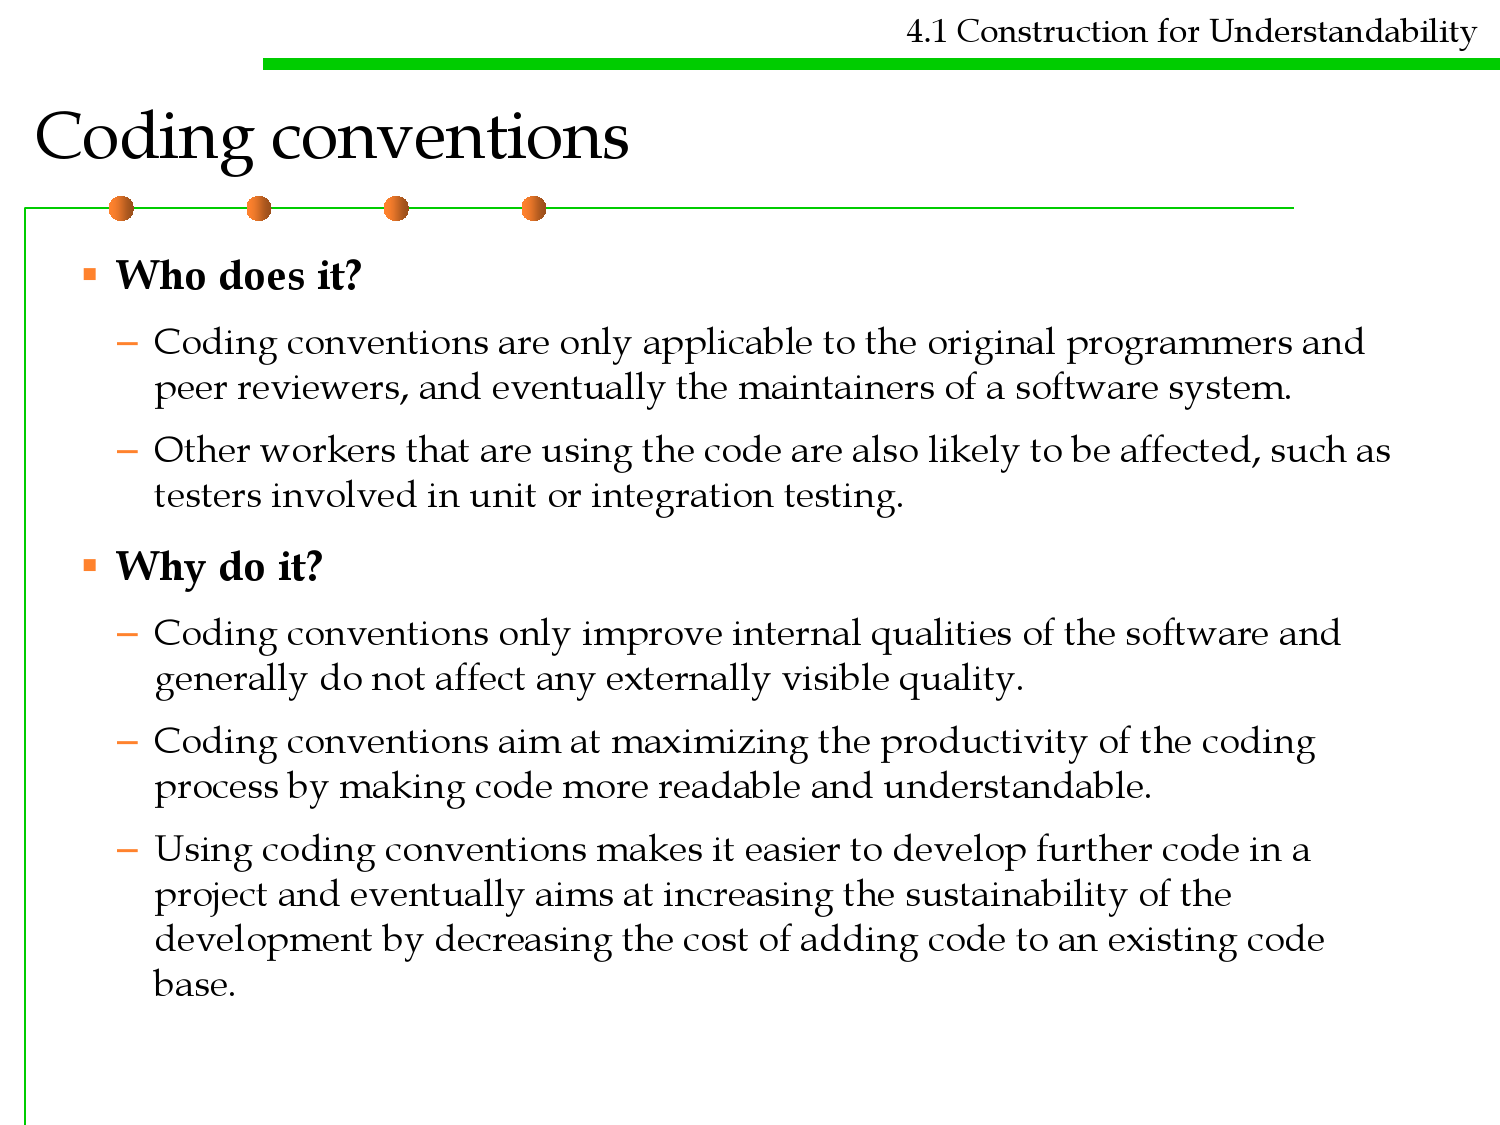 4.1 Construction for Understandability
Coding conventions
▪ Who does it?
– Coding conventions are only applicable to the original programmers and
peer reviewers, and eventually the maintainers of a software system.
– Other workers that are using the code are also likely to be affected, such as
testers involved in unit or integration testing.
▪ Why do it?
– Coding conventions only improve internal qualities of the software and
generally do not affect any externally visible quality.
– Coding conventions aim at maximizing the productivity of the coding
process by making code more readable and understandable.
– Using coding conventions makes it easier to develop further code in a
project and eventually aims at increasing the sustainability of the
development by decreasing the cost of adding code to an existing code
base.